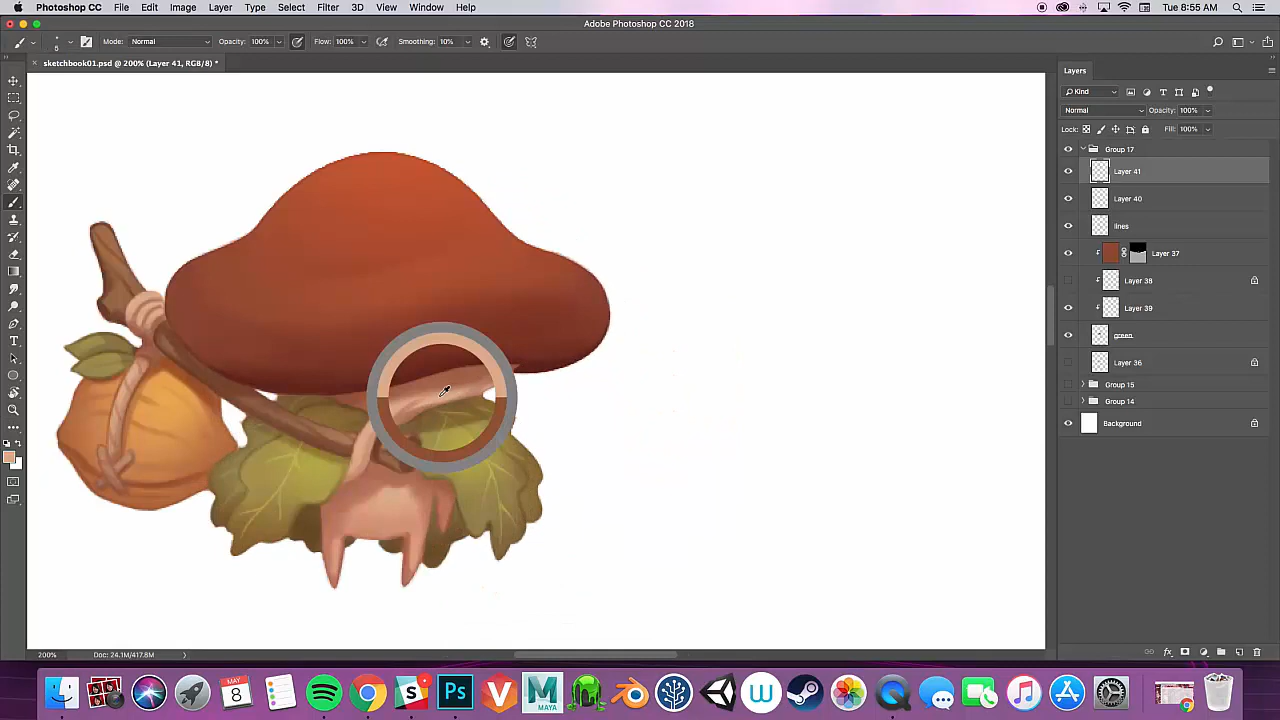 Photoshop CC File Edit Image Layer Type Select Filter 3D View Window Help Tue 8:55 AM
Adobe Photoshop CC 2018
5 Mode: Normal Opacity: 100% Flow: 100% Smoothing: 10%
sketchbook01.psd @ 200% (Layer 41, RGB/8) *
Layers
Kind
Normal Opacity: 100%
Lock: Fill: 100%
Group 17
Layer 41
Layer 40
lines
Layer 37
Layer 38
Layer 39
green
Layer 36
Group 15
Group 14
Background
200% Doc: 24.1M/417.8M
MAY
8
MAYA